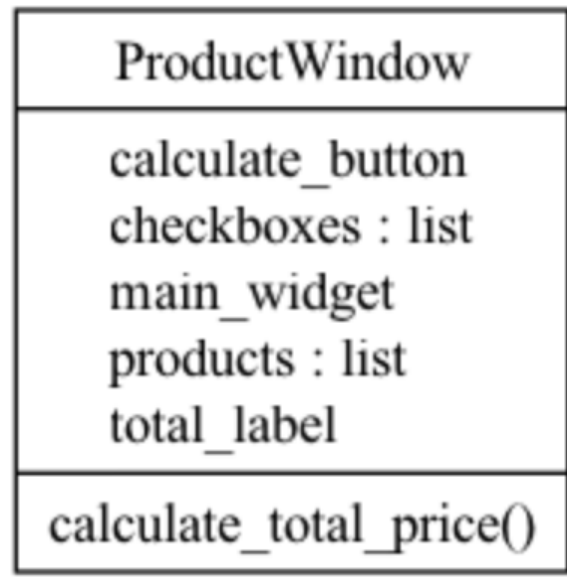 ProductWindow
calculate_button
checkboxes : list
main_widget
products : list
total_label
calculate_total_price()